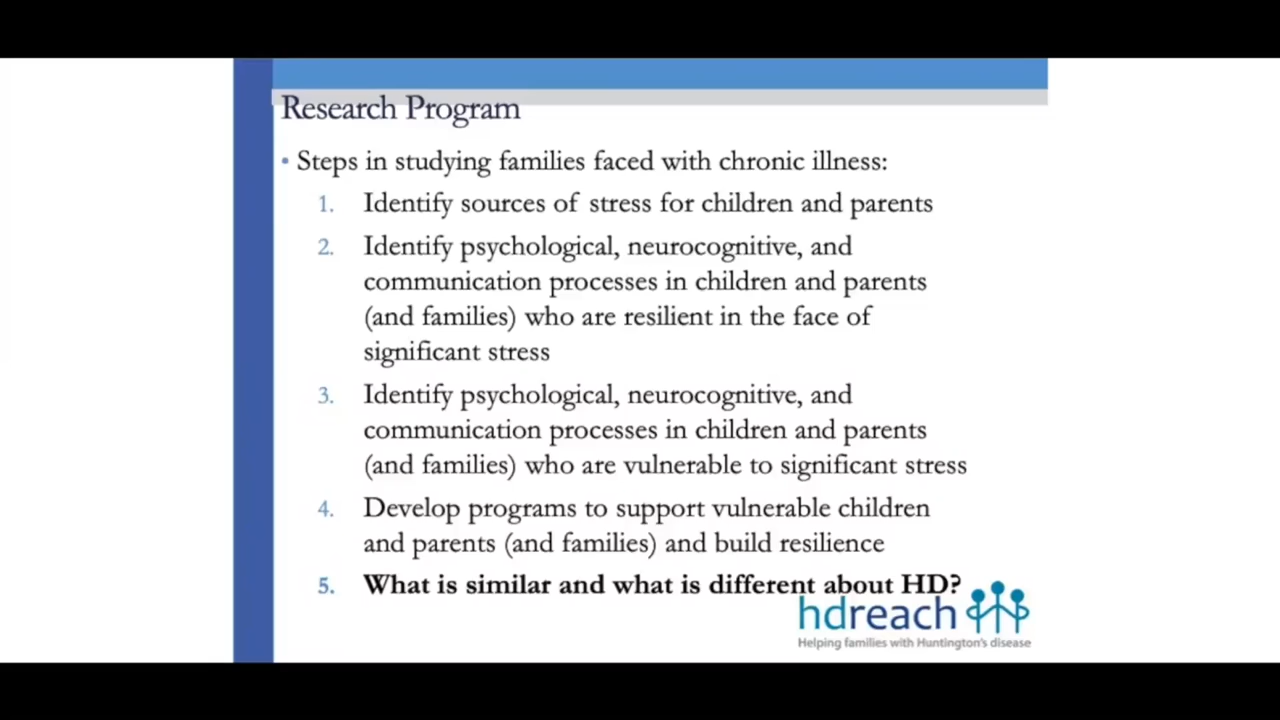 Research Program
• Steps in studying families faced with chronic illness:
1. Identify sources of stress for children and parents
2. Identify psychological, neurocognitive, and
communication processes in children and parents
(and families) who are resilient in the face of
significant stress
3. Identify psychological, neurocognitive, and
communication processes in children and parents
(and families) who are vulnerable to significant stress
4. Develop programs to support vulnerable children
and parents (and families) and build resilience
5. What is similar and what is different about HD?
hdreach
Helping families with Huntington's disease